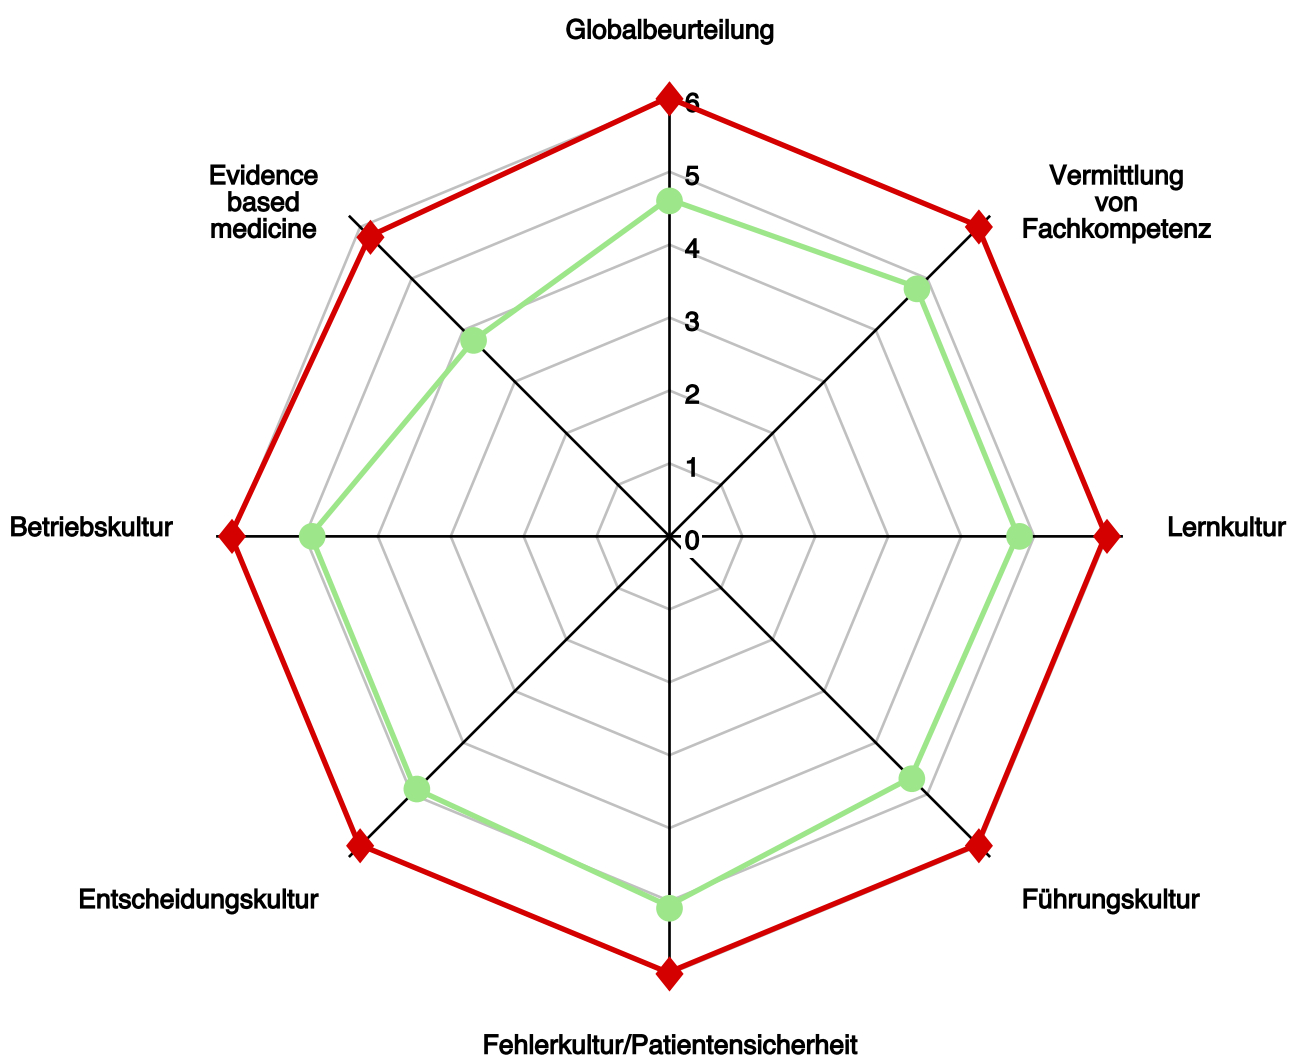 Globalbeurteilung
6
Evidence
based
medicine
5
Vermittlung
von
Fachkompetenz
4
3
2
1
Betriebskultur
0
Lernkultur
Entscheidungskultur
Führungskultur
Fehlerkultur/Patientensicherheit